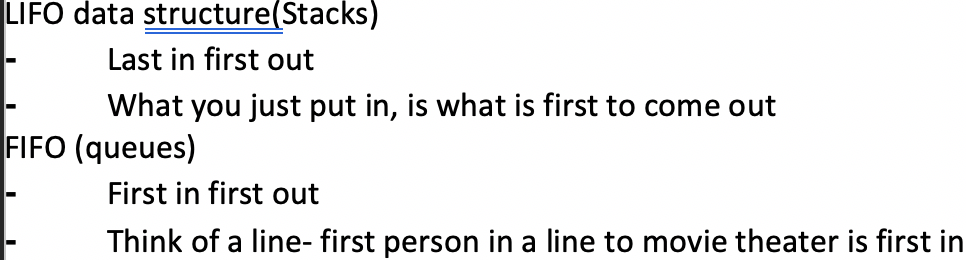 LIFO data structure(Stacks)
- Last in first out
- What you just put in, is what is first to come out
FIFO (queues)
- First in first out
- Think of a line- first person in a line to movie theater is first in